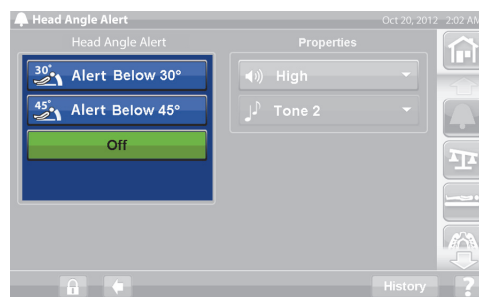 Head Angle Alert
Oct 20, 2012 2:02 AM
Head Angle Alert
Properties
30° Alert Below 30°
High
45° Alert Below 45°
Tone 2
Off
History
?